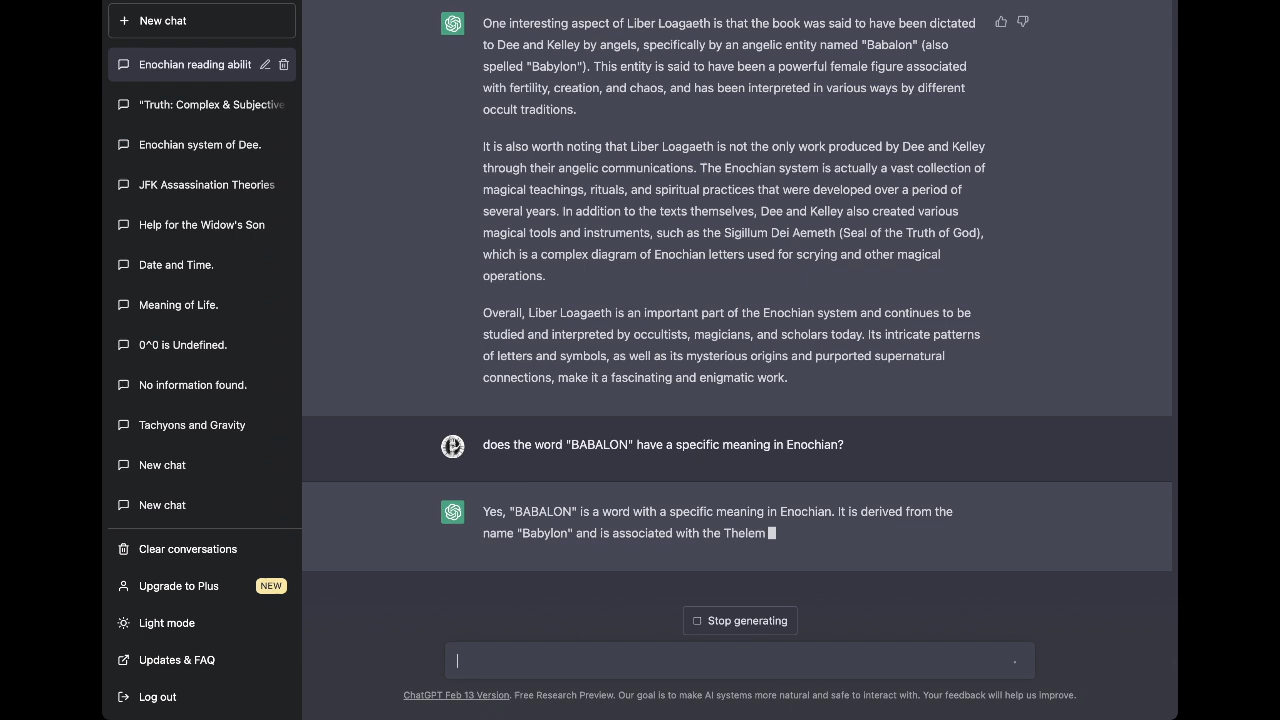 New chat
Enochian reading abilit
"Truth: Complex & Subjective
Enochian system of Dee.
JFK Assassination Theories
Help for the Widow's Son
Date and Time.
Meaning of Life.
0^0 is Undefined.
No information found.
Tachyons and Gravity
New chat
New chat
Clear conversations
Upgrade to Plus
NEW
Light mode
Updates & FAQ
Log out
One interesting aspect of Liber Loagaeth is that the book was said to have been dictated
to Dee and Kelley by angels, specifically by an angelic entity named "Babalon" (also
spelled "Babylon"). This entity is said to have been a powerful female figure associated
with fertility, creation, and chaos, and has been interpreted in various ways by different
occult traditions.
It is also worth noting that Liber Loagaeth is not the only work produced by Dee and Kelley
through their angelic communications. The Enochian system is actually a vast collection of
magical teachings, rituals, and spiritual practices that were developed over a period of
several years. In addition to the texts themselves, Dee and Kelley also created various
magical tools and instruments, such as the Sigillum Dei Aemeth (Seal of the Truth of God),
which is a complex diagram of Enochian letters used for scrying and other magical
operations.
Overall, Liber Loagaeth is an important part of the Enochian system and continues to be
studied and interpreted by occultists, magicians, and scholars today. Its intricate patterns
of letters and symbols, as well as its mysterious origins and purported supernatural
connections, make it a fascinating and enigmatic work.
does the word "BABALON" have a specific meaning in Enochian?
Yes, "BABALON" is a word with a specific meaning in Enochian. It is derived from the
name "Babylon" and is associated with the Thelem
Stop generating
ChatGPT Feb 13 Version. Free Research Preview. Our goal is to make AI systems more natural and safe to interact with. Your feedback will help us improve.